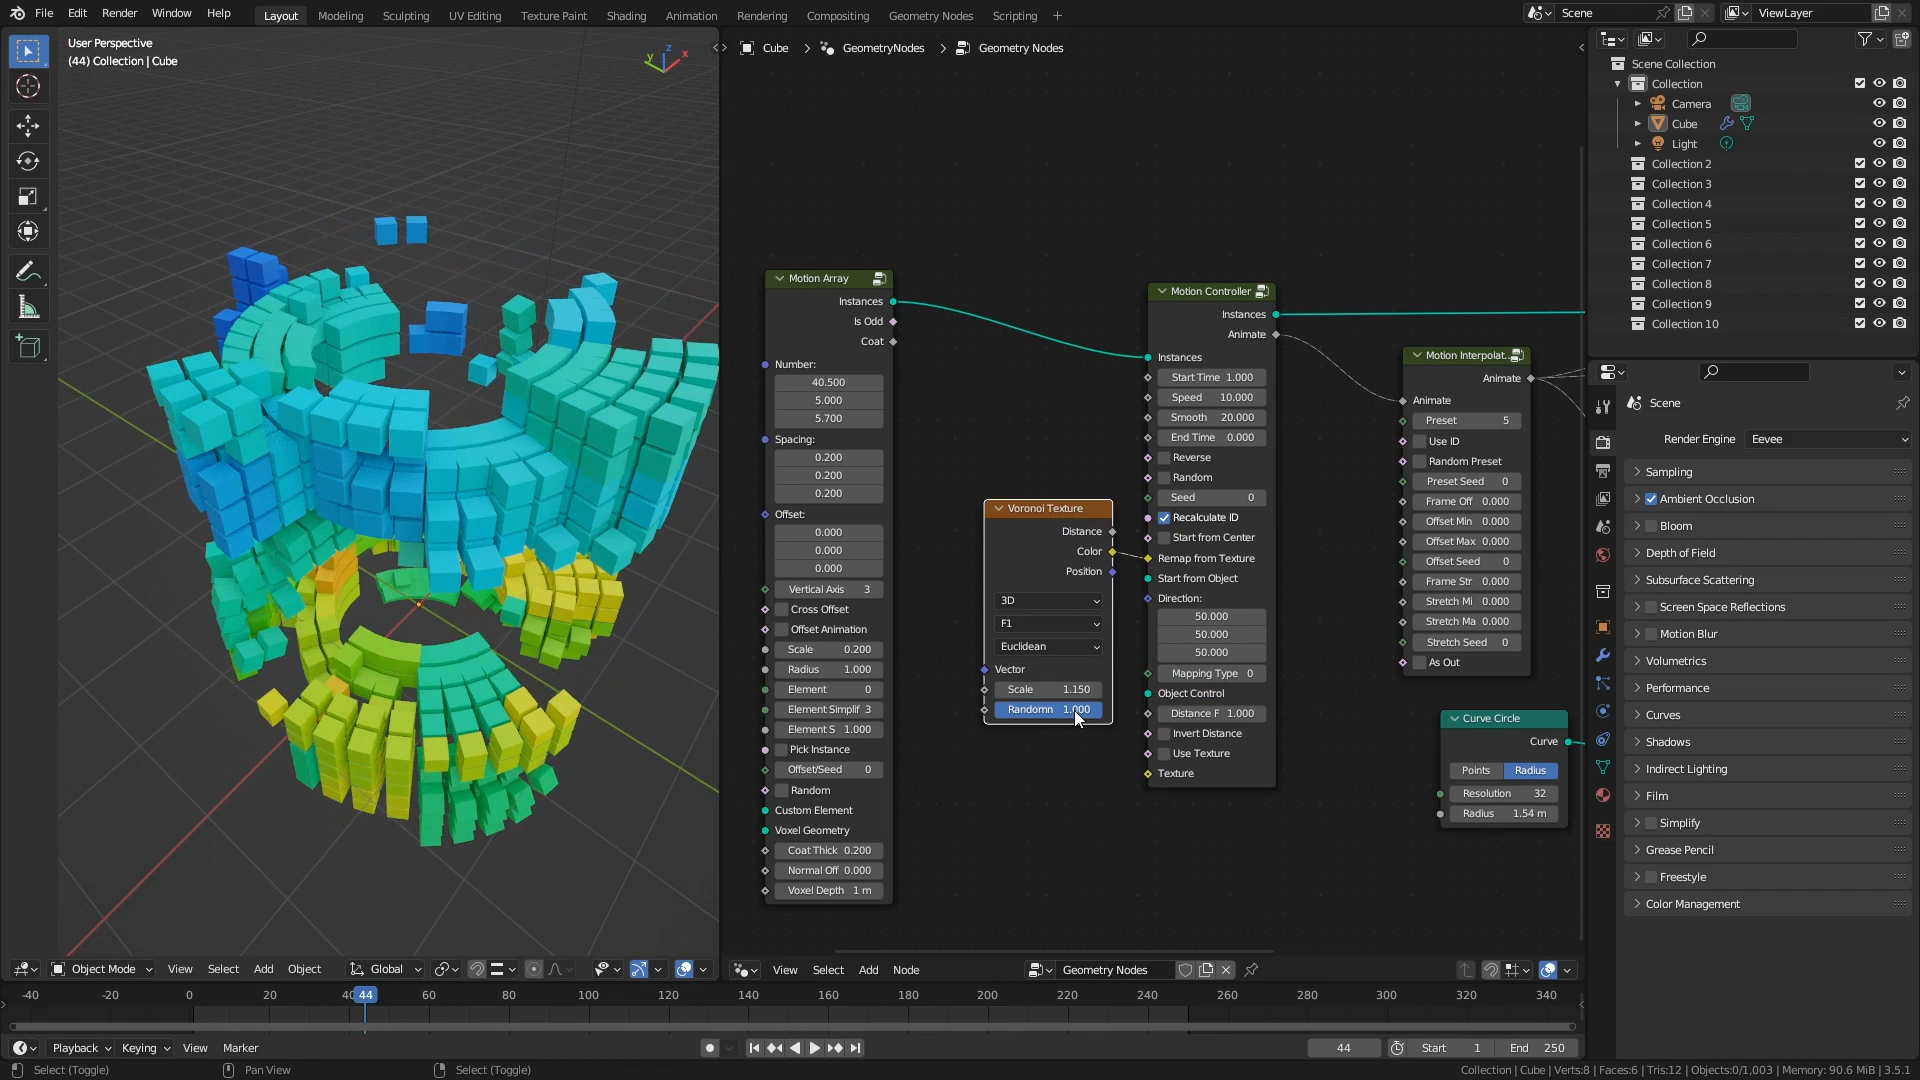 File Edit Render Window Help
Layout Modeling Sculpting UV Editing Texture Paint Shading Animation Rendering Compositing Geometry Nodes Scripting +
Scene
ViewLayer
User Perspective
(44) Collection | Cube
Z
Y
X
Cube > GeometryNodes > Geometry Nodes
Motion Array
Instances
Is Odd
Coat
Number:
40.500
5.000
5.700
Spacing:
0.200
0.200
0.200
Offset:
0.000
0.000
0.000
Vertical Axis 3
Cross Offset
Offset Animation
Scale 0.200
Radius 1.000
Element 0
Element Simplif 3
Element S 1.000
Pick Instance
Offset/Seed 0
Random
Custom Element
Voxel Geometry
Coat Thick 0.200
Normal Off 0.000
Voxel Depth 1 m
Voronoi Texture
Distance
Color
Position
3D
F1
Euclidean
Vector
Scale 1.150
Randomn 1.000
Motion Controller
Instances
Animate
Instances
Start Time 1.000
Speed 10.000
Smooth 20.000
End Time 0.000
Reverse
Random
Seed 0
Recalculate ID
Start from Center
Remap from Texture
Start from Object
Direction:
50.000
50.000
50.000
Mapping Type 0
Object Control
Distance F 1.000
Invert Distance
Use Texture
Texture
Motion Interpolat...
Animate
Animate
Preset 5
Use ID
Random Preset
Preset Seed 0
Frame Off 0.000
Offset Min 0.000
Offset Max 0.000
Offset Seed 0
Frame Str 0.000
Stretch Mi 0.000
Stretch Ma 0.000
Stretch Seed 0
As Out
Curve Circle
Curve
Points Radius
Resolution 32
Radius 1.54 m
Scene Collection
Collection
Camera
Cube
Light
Collection 2
Collection 3
Collection 4
Collection 5
Collection 6
Collection 7
Collection 8
Collection 9
Collection 10
Scene
Render Engine Eevee
Sampling
Ambient Occlusion
Bloom
Depth of Field
Subsurface Scattering
Screen Space Reflections
Motion Blur
Volumetrics
Performance
Curves
Shadows
Indirect Lighting
Film
Simplify
Grease Pencil
Freestyle
Color Management
Object Mode View Select Add Object Global
View Select Add Node Geometry Nodes
-40 -20 0 20 40 44 60 80 100 120 140 160 180 200 220 240 260 280 300 320 340
Playback Keying View Marker
44 Start 1 End 250
Select (Toggle) Pan View Select (Toggle)
Collection | Cube | Verts:8 | Faces:6 | Tris:12 | Objects:0/1,003 | Memory: 90.6 MiB | 3.5.1